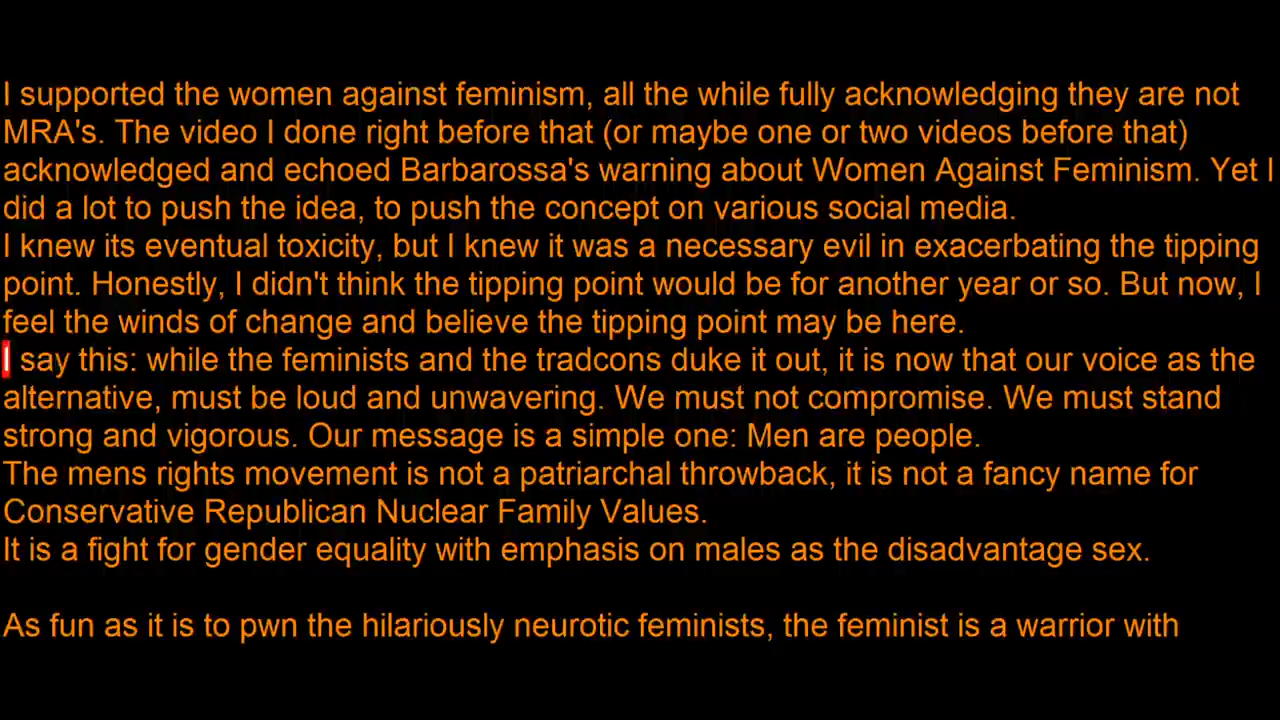 I supported the women against feminism, all the while fully acknowledging they are not
MRA's. The video I done right before that (or maybe one or two videos before that)
acknowledged and echoed Barbarossa's warning about Women Against Feminism. Yet I
did a lot to push the idea, to push the concept on various social media.
I knew its eventual toxicity, but I knew it was a necessary evil in exacerbating the tipping
point. Honestly, I didn't think the tipping point would be for another year or so. But now, I
feel the winds of change and believe the tipping point may be here.
I say this: while the feminists and the tradcons duke it out, it is now that our voice as the
alternative, must be loud and unwavering. We must not compromise. We must stand
strong and vigorous. Our message is a simple one: Men are people.
The mens rights movement is not a patriarchal throwback, it is not a fancy name for
Conservative Republican Nuclear Family Values.
It is a fight for gender equality with emphasis on males as the disadvantage sex.
As fun as it is to pwn the hilariously neurotic feminists, the feminist is a warrior with